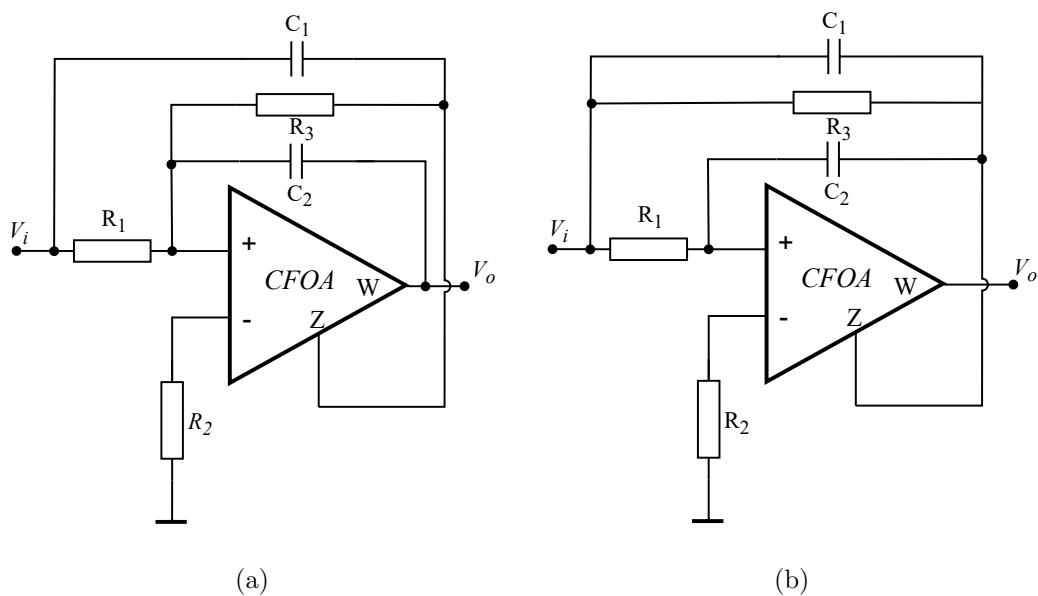 C1
R3
C2
R1
Vi
+
CFOA
W
Vo
-
Z
R2
(a)
C1
R3
C2
R1
Vi
+
CFOA
W
Vo
-
Z
R2
(b)